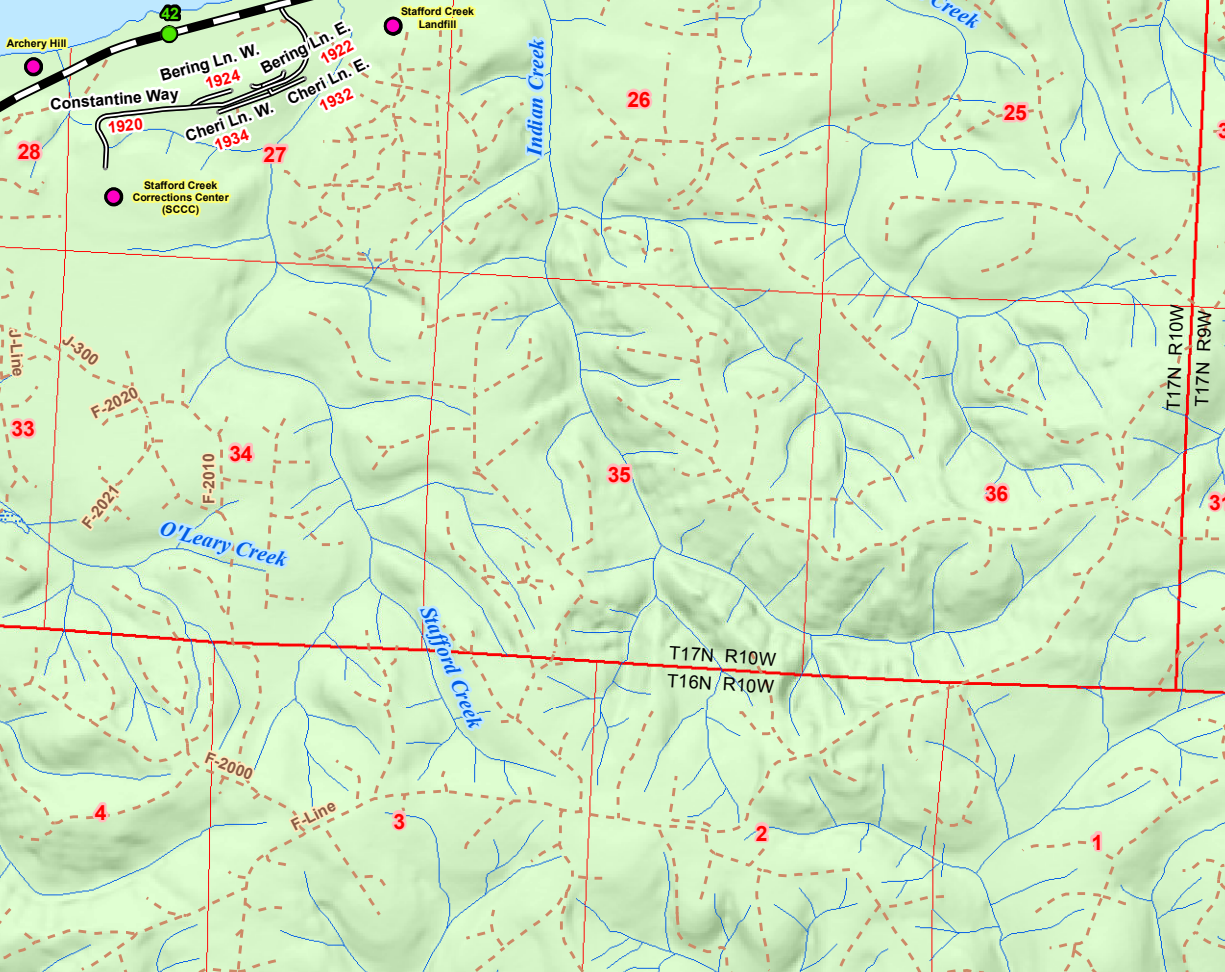 42
Creek
Stafford Creek
Landfill
Archery Hill
Bering Ln. W.
1924
Bering Ln. E.
1922
Constantine Way
1920
Cheri Ln. E.
1932
Cheri Ln. W.
1934
Indian Creek
26
25
28
27
Stafford Creek
Corrections Center
(SCCC)
J-Line
J-300
F-2020
T17N R10W
T17N R9W
33
34
F-2010
F-2021
35
36
31
O'Leary Creek
Stafford Creek
T17N R10W
T16N R10W
F-2000
F-Line
4
3
2
1